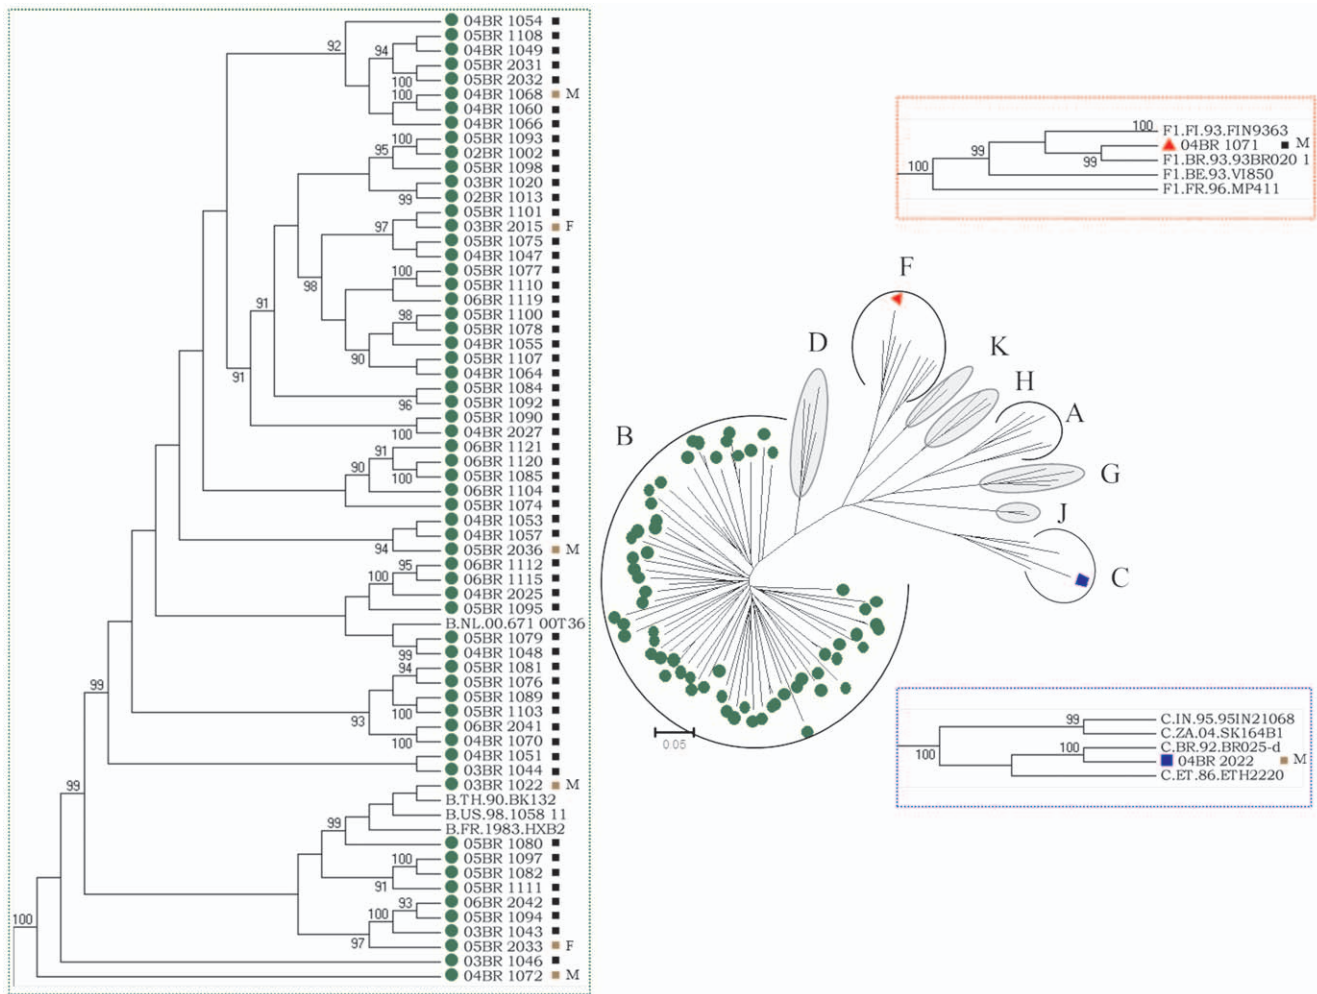 04BR 1054
92
05BR 1108
94
04BR 1049
05BR 2031
05BR 2032
100
04BR 1068 M
100
04BR 1060
04BR 1066
05BR 1093
100
02BR 1002
95
05BR 1098
03BR 1020
02BR 1013
99
05BR 1101
03BR 2015 F
97
05BR 1075
04BR 1047
05BR 1077
100
05BR 1110
98
06BR 1119
91
05BR 1100
98
05BR 1078
04BR 1055
05BR 1107
90
04BR 1064
91
05BR 1084
05BR 1092
96
05BR 1090
04BR 2027
100
06BR 1121
91
06BR 1120
90
05BR 1085
100
06BR 1104
05BR 1074
04BR 1053
04BR 1057
05BR 2036 M
94
06BR 1112
95
06BR 1115
100
04BR 2025
05BR 1095
B.NL.00.671 00T36
05BR 1079
04BR 1048
99
05BR 1081
94
05BR 1076
99
05BR 1089
05BR 1103
100
93
06BR 2041
04BR 1070
100
04BR 1051
03BR 1044
03BR 1022 M
99
B.TH.90.BK132
B.US.98.1058 11
B.FR.1983.HXB2
99
05BR 1080
05BR 1097
100
05BR 1082
05BR 1111
91
06BR 2042
93
05BR 1094
100
03BR 1043
05BR 2033 F
97
100
03BR 1046
04BR 1072 M
F1.FI.93.FIN9363
100
04BR 1071 M
99
F1.BR.93.93BR020 1
99
F1.BE.93.VI850
100
F1.FR.96.MP411
F
D
K
H
A
B
G
J
C
0.05
C.IN.95.95IN21068
99
C.ZA.04.SK164B1
C.BR.92.BR025-d
100
100
04BR 2022 M
C.ET.86.ETH2220